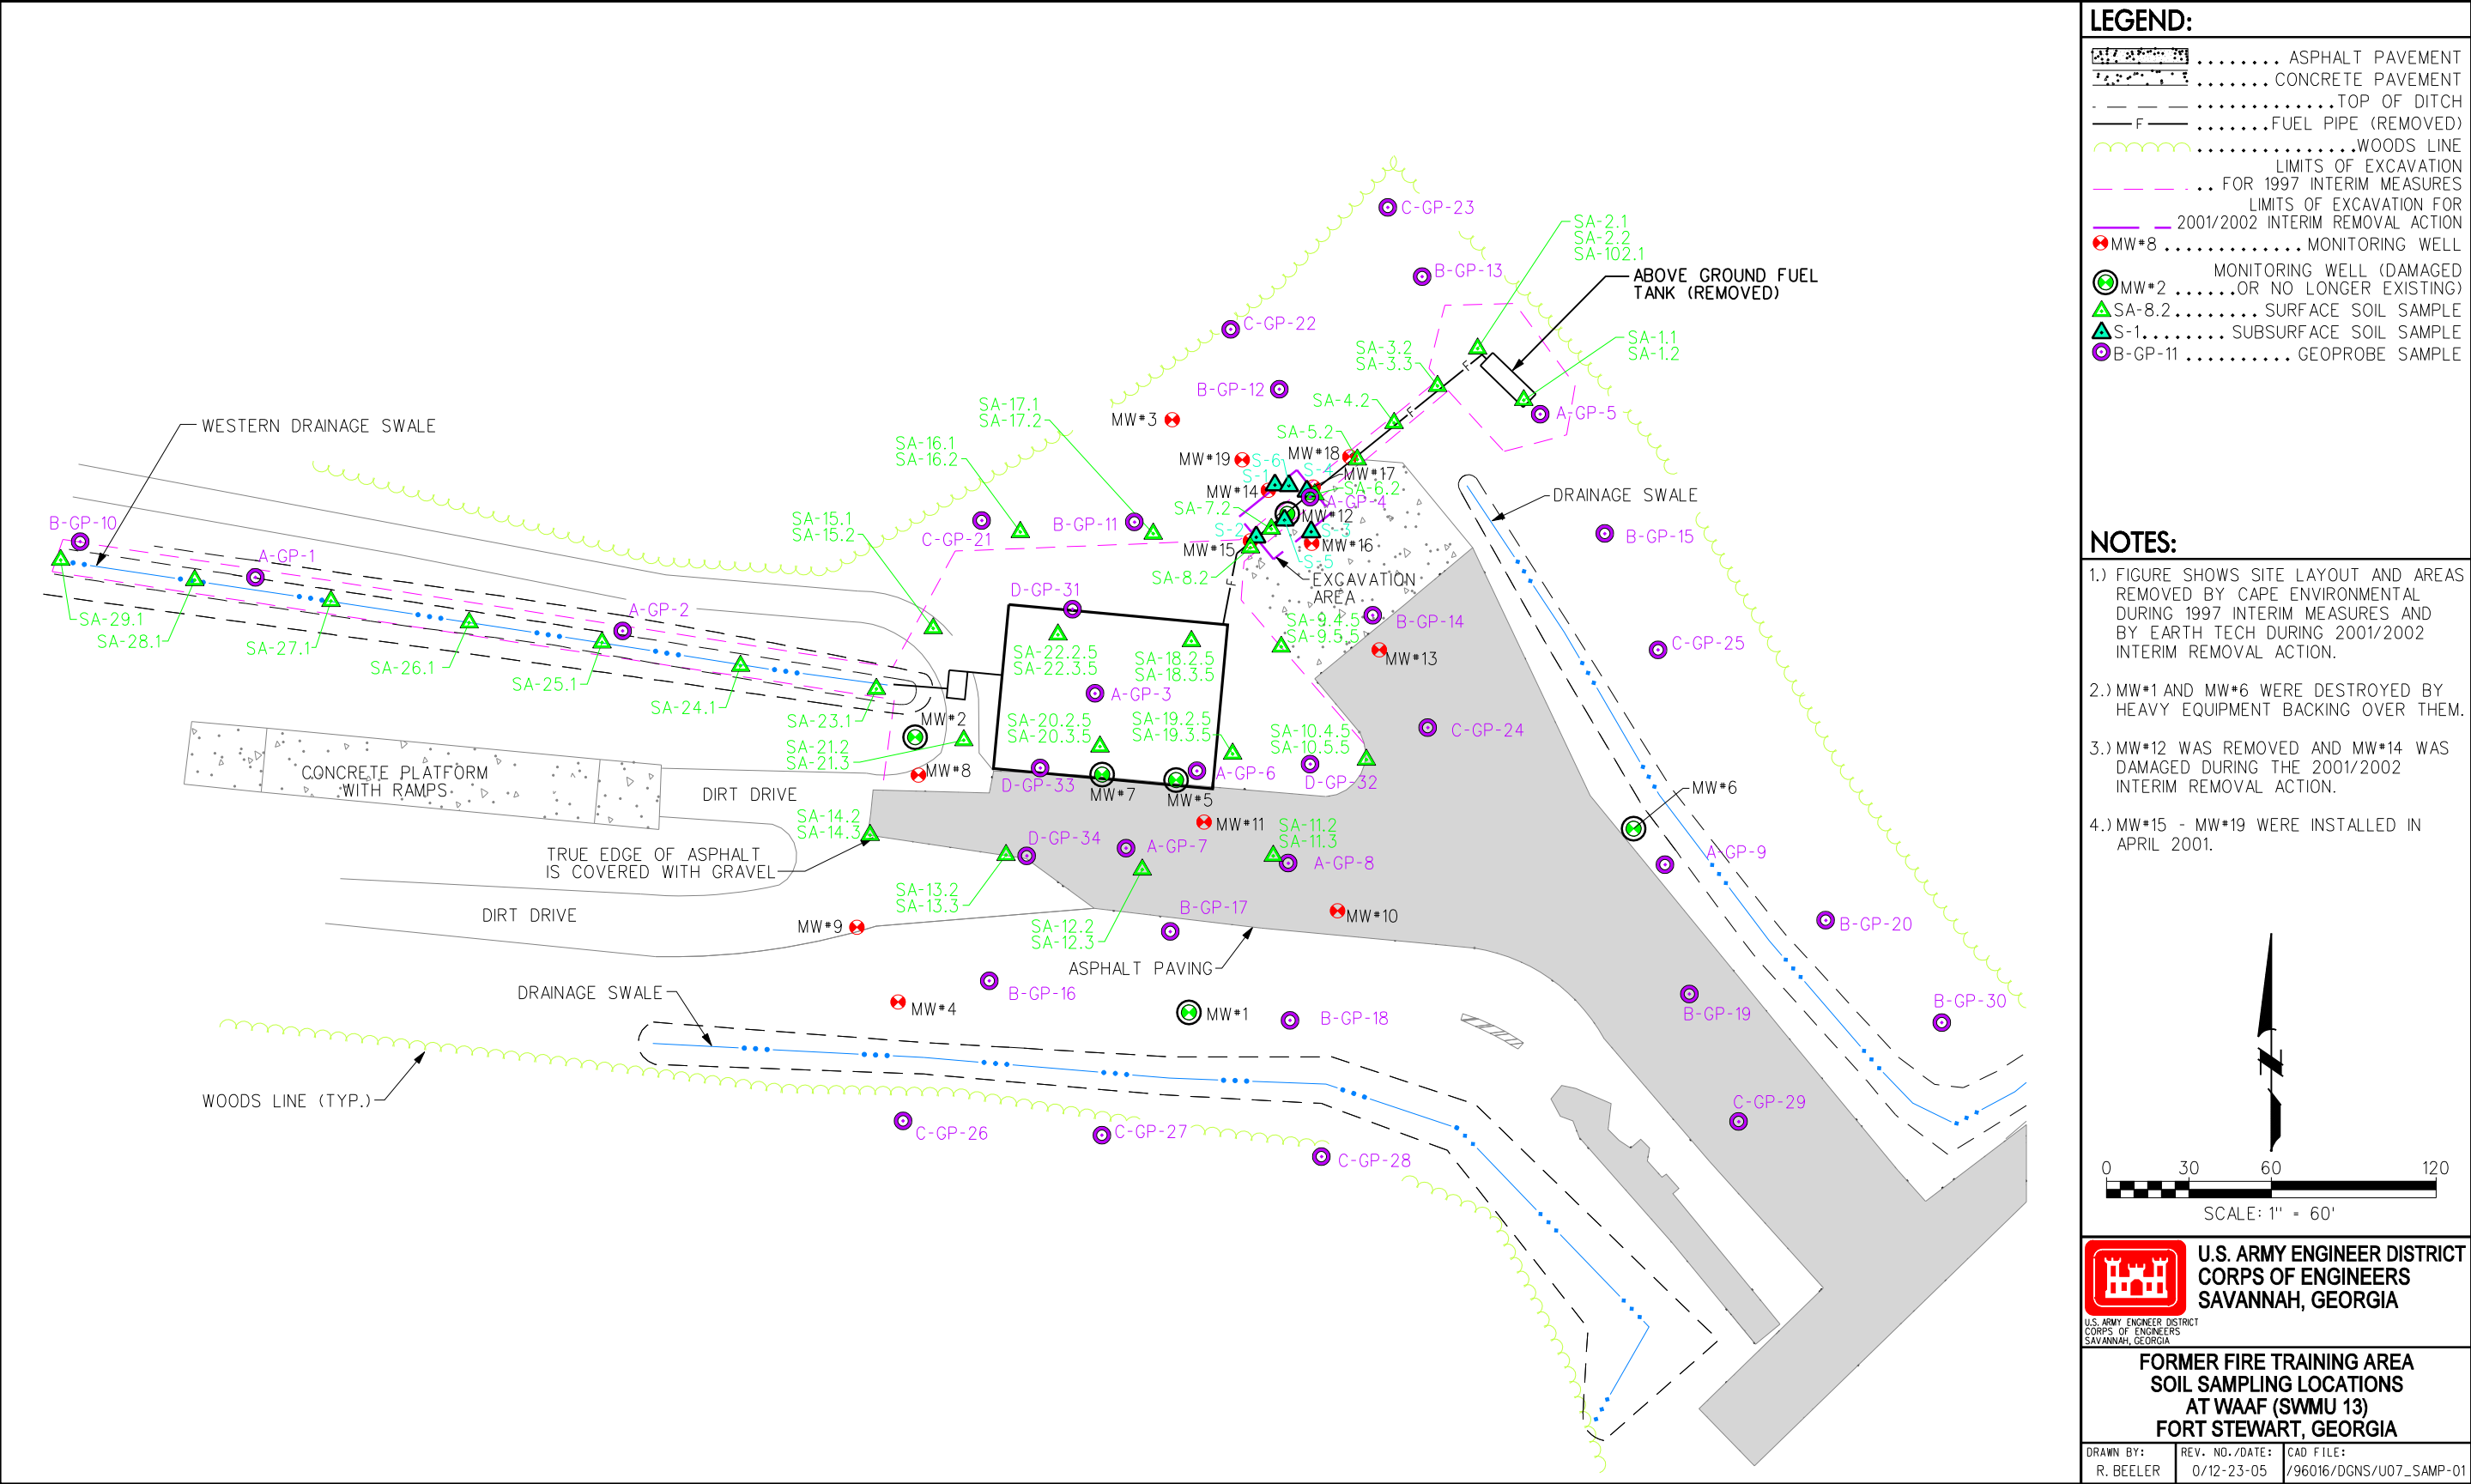 C-GP-23
SA-2.1
SA-2.2
SA-102.1
B-GP-13
ABOVE GROUND FUEL
TANK (REMOVED)
C-GP-22
SA-1.1
SA-1.2
SA-3.2
SA-3.3
B-GP-12
SA-4.2
A-GP-5
SA-17.1
SA-17.2
MW#3
WESTERN DRAINAGE SWALE
SA-16.1
SA-16.2
SA-5.2
MW#18
MW#19
S-6
S-1
S-4
MW#17
MW#14
SA-6.2
A-GP-4
DRAINAGE SWALE
SA-7.2
MW#12
B-GP-10
SA-15.1
SA-15.2
B-GP-11
C-GP-21
S-2
S-3
B-GP-15
MW#15
MW#16
S-5
A-GP-1
SA-8.2
EXCAVATION
AREA
D-GP-31
A-GP-2
SA-29.1
SA-28.1
SA-27.1
SA-26.1
SA-25.1
SA-24.1
SA-23.1
SA-9.4.5
SA-9.5.5
B-GP-14
MW#13
C-GP-25
SA-22.2.5
SA-22.3.5
SA-18.2.5
SA-18.3.5
A-GP-3
SA-20.2.5
SA-20.3.5
SA-19.2.5
SA-19.3.5
MW#2
SA-21.2
SA-21.3
SA-10.4.5
SA-10.5.5
C-GP-24
MW#8
D-GP-33
MW#7
MW#5
A-GP-6
D-GP-32
CONCRETE PLATFORM
WITH RAMPS
DIRT DRIVE
MW#6
SA-14.2
SA-14.3
MW#11
SA-11.2
SA-11.3
D-GP-34
A-GP-7
A-GP-8
A-GP-9
TRUE EDGE OF ASPHALT
IS COVERED WITH GRAVEL
SA-13.2
SA-13.3
DIRT DRIVE
MW#9
SA-12.2
SA-12.3
B-GP-17
MW#10
B-GP-20
ASPHALT PAVING
DRAINAGE SWALE
B-GP-16
MW#4
MW#1
B-GP-18
B-GP-19
B-GP-30
WOODS LINE (TYP.)
C-GP-26
C-GP-27
C-GP-28
C-GP-29
F
F
F
LEGEND:
ASPHALT PAVEMENT
CONCRETE PAVEMENT
TOP OF DITCH
F FUEL PIPE (REMOVED)
WOODS LINE
LIMITS OF EXCAVATION
FOR 1997 INTERIM MEASURES
LIMITS OF EXCAVATION FOR
2001/2002 INTERIM REMOVAL ACTION
MW#8 MONITORING WELL
MONITORING WELL (DAMAGED
MW#2 OR NO LONGER EXISTING)
SA-8.2 SURFACE SOIL SAMPLE
S-1 SUBSURFACE SOIL SAMPLE
B-GP-11 GEOPROBE SAMPLE
NOTES:
1.) FIGURE SHOWS SITE LAYOUT AND AREAS
REMOVED BY CAPE ENVIRONMENTAL
DURING 1997 INTERIM MEASURES AND
BY EARTH TECH DURING 2001/2002
INTERIM REMOVAL ACTION.
2.) MW#1 AND MW#6 WERE DESTROYED BY
HEAVY EQUIPMENT BACKING OVER THEM.
3.) MW#12 WAS REMOVED AND MW#14 WAS
DAMAGED DURING THE 2001/2002
INTERIM REMOVAL ACTION.
4.) MW#15 - MW#19 WERE INSTALLED IN
APRIL 2001.
N
0 30 60 120
SCALE: 1" = 60'
U.S. ARMY ENGINEER DISTRICT
CORPS OF ENGINEERS
SAVANNAH, GEORGIA
U.S. ARMY ENGINEER DISTRICT
CORPS OF ENGINEERS
SAVANNAH, GEORGIA
FORMER FIRE TRAINING AREA
SOIL SAMPLING LOCATIONS
AT WAAF (SWMU 13)
FORT STEWART, GEORGIA
DRAWN BY: REV. NO./DATE: CAD FILE:
R. BEELER 0/12-23-05 /96016/DGNS/U07_SAMP-01